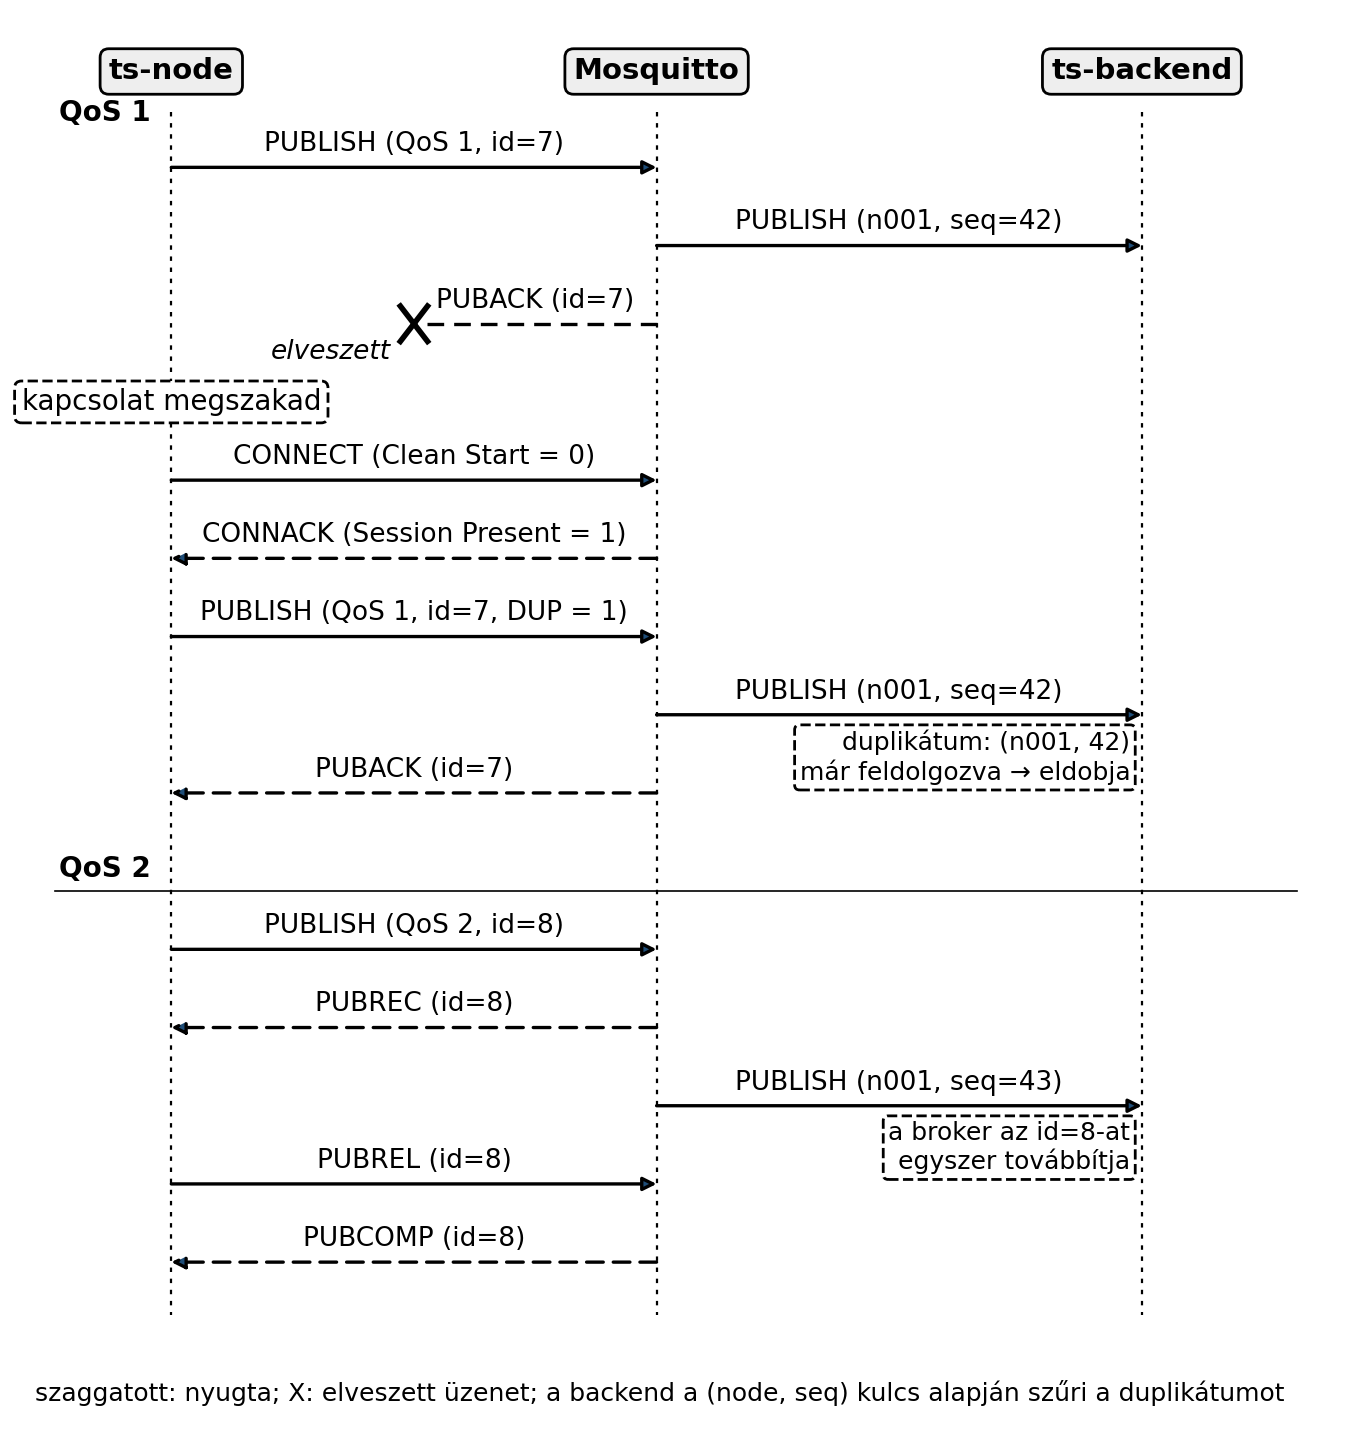 ts-node
Mosquitto
ts-backend
QoS 1
PUBLISH (QoS 1, id=7)
PUBLISH (n001, seq=42)
PUBACK (id=7)
elveszett
kapcsolat megszakad
CONNECT (Clean Start = 0)
CONNACK (Session Present = 1)
PUBLISH (QoS 1, id=7, DUP = 1)
PUBLISH (n001, seq=42)
duplikátum: (n001, 42)
már feldolgozva → eldobja
PUBACK (id=7)
QoS 2
PUBLISH (QoS 2, id=8)
PUBREC (id=8)
PUBLISH (n001, seq=43)
a broker az id=8-at
egyszer továbbítja
PUBREL (id=8)
PUBCOMP (id=8)
szaggatott: nyugta; X: elveszett üzenet; a backend a (node, seq) kulcs alapján szűri a duplikátumot